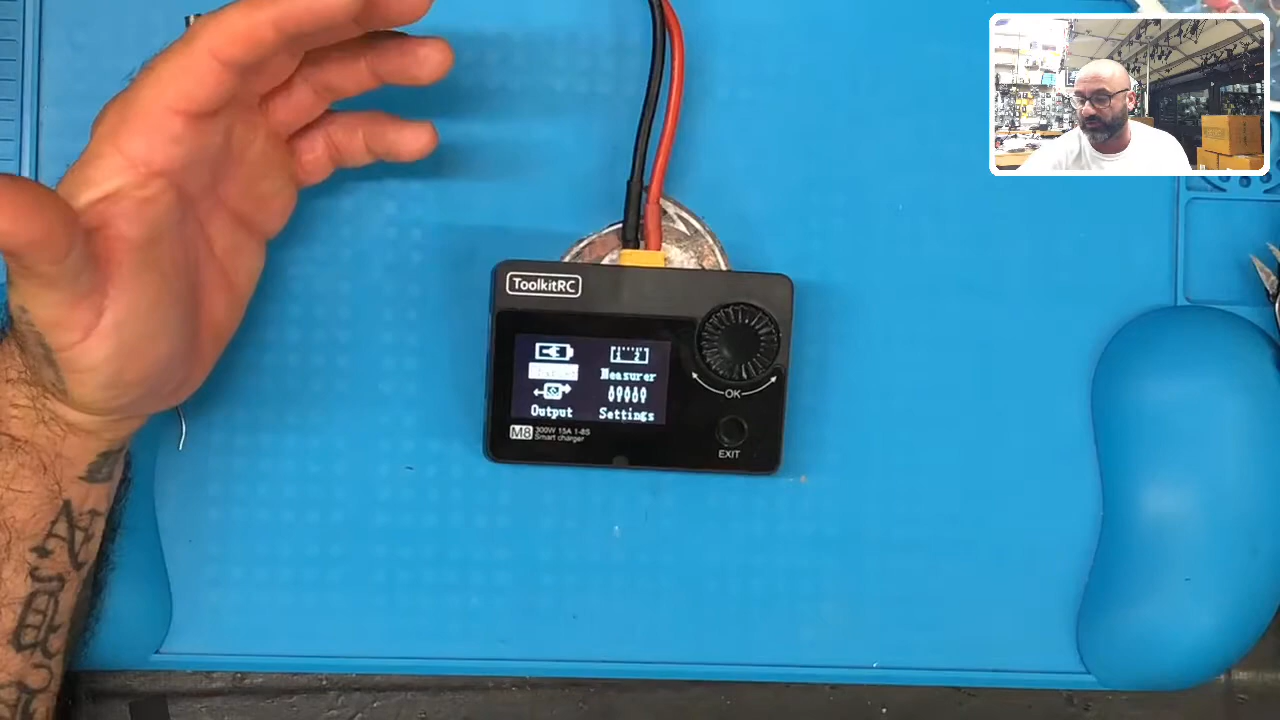 ToolkitRC
Measurer
Output
Settings
OK
M8
300W 15A 1-8S
Smart charger
EXIT